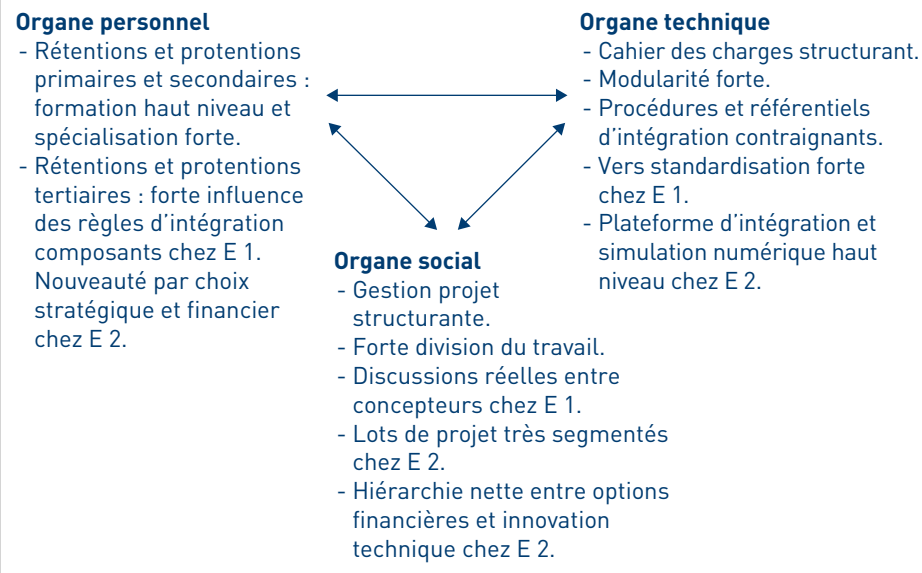 Organe personnel
- Rétentions et protentions
primaires et secondaires :
formation haut niveau et
spécialisation forte.
- Rétentions et protentions
tertiaires : forte influence
des règles d'intégration
composants chez E 1.
Nouveauté par choix
stratégique et financier
chez E 2.
Organe technique
- Cahier des charges structurant.
- Modularité forte.
- Procédures et référentiels
d'intégration contraignants.
- Vers standardisation forte
chez E 1.
- Plateforme d'intégration et
simulation numérique haut
niveau chez E 2.
Organe social
- Gestion projet
structurante.
- Forte division du travail.
- Discussions réelles entre
concepteurs chez E 1.
- Lots de projet très segmentés
chez E 2.
- Hiérarchie nette entre options
financières et innovation
technique chez E 2.